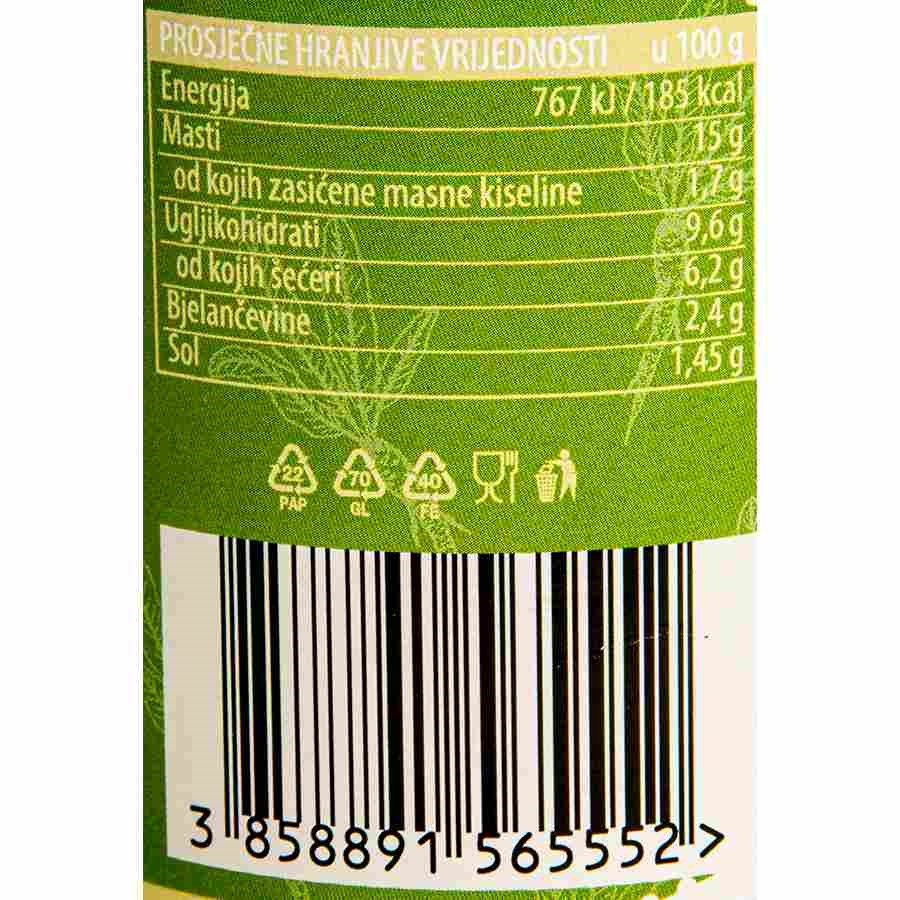 PROSJEČNE HRANJIVE VRIJEDNOSTI u 100 g
Energija 767 kJ / 185 kcal
Masti 15 g
od kojih zasićene masne kiseline 1,7 g
Ugljikohidrati 9,6 g
od kojih šećeri 6,2 g
Bjelančevine 2,4 g
Sol 1,45 g
22 70 40
PAP GL FE
3 858891 565552 >